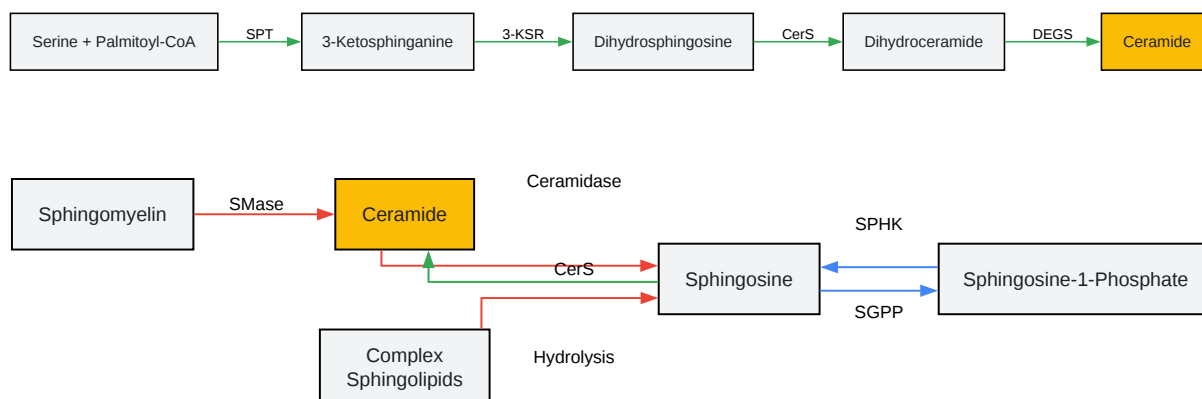 Serine + Palmitoyl-CoA
SPT
3-Ketosphinganine
3-KSR
Dihydrosphingosine
CerS
Dihydroceramide
DEGS
Ceramide
Sphingomyelin
SMase
Ceramide
Ceramidase
CerS
Sphingosine
SPHK
SGPP
Sphingosine-1-Phosphate
Complex
Sphingolipids
Hydrolysis